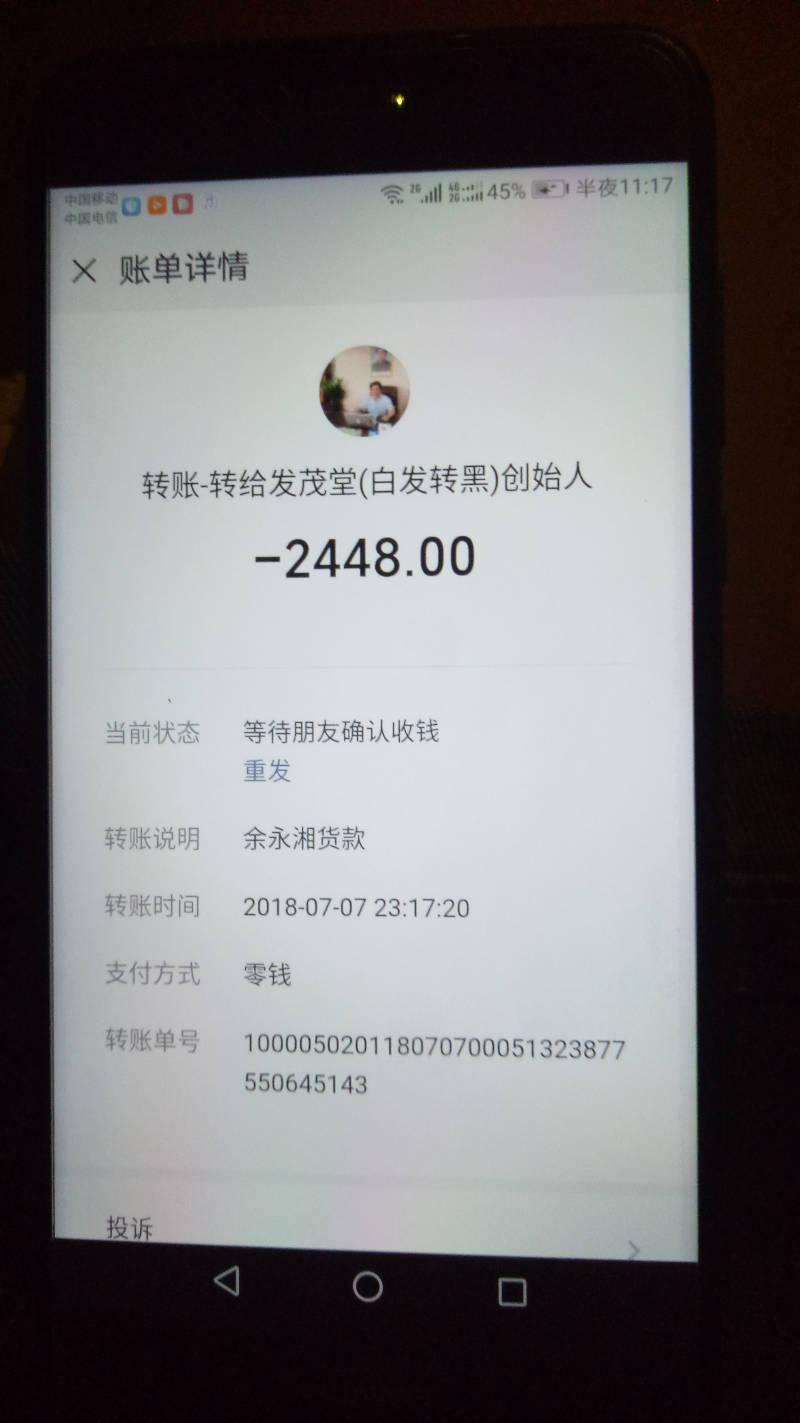 中国移动
中国电信
2G 4G 2G 45% 半夜11:17
账单详情
转账-转给发茂堂(白发转黑)创始人
-2448.00
当前状态 等待朋友确认收钱
重发
转账说明 余永湘货款
转账时间 2018-07-07 23:17:20
支付方式 零钱
转账单号 100005020118070700051323877
550645143
投诉